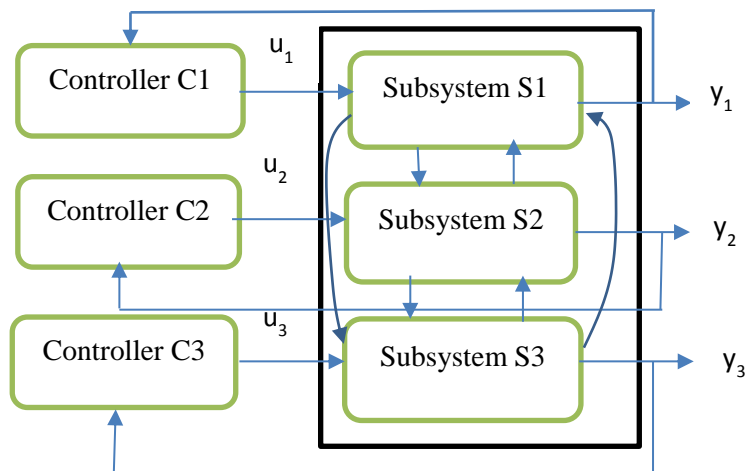 u1
Controller C1
Subsystem S1
y1
u2
Controller C2
Subsystem S2
y2
u3
Controller C3
Subsystem S3
y3